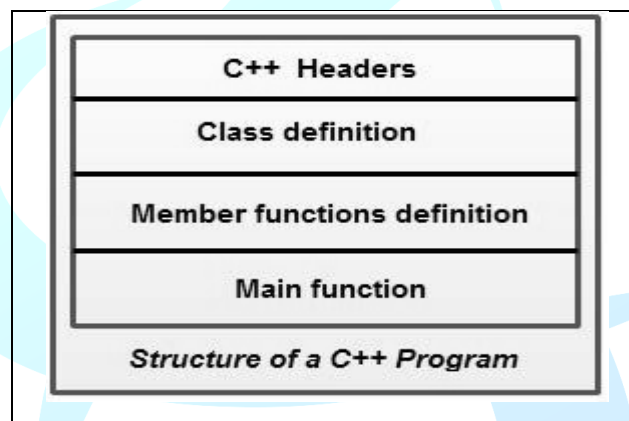 C++ Headers
Class definition
Member functions definition
Main function
Structure of a C++ Program